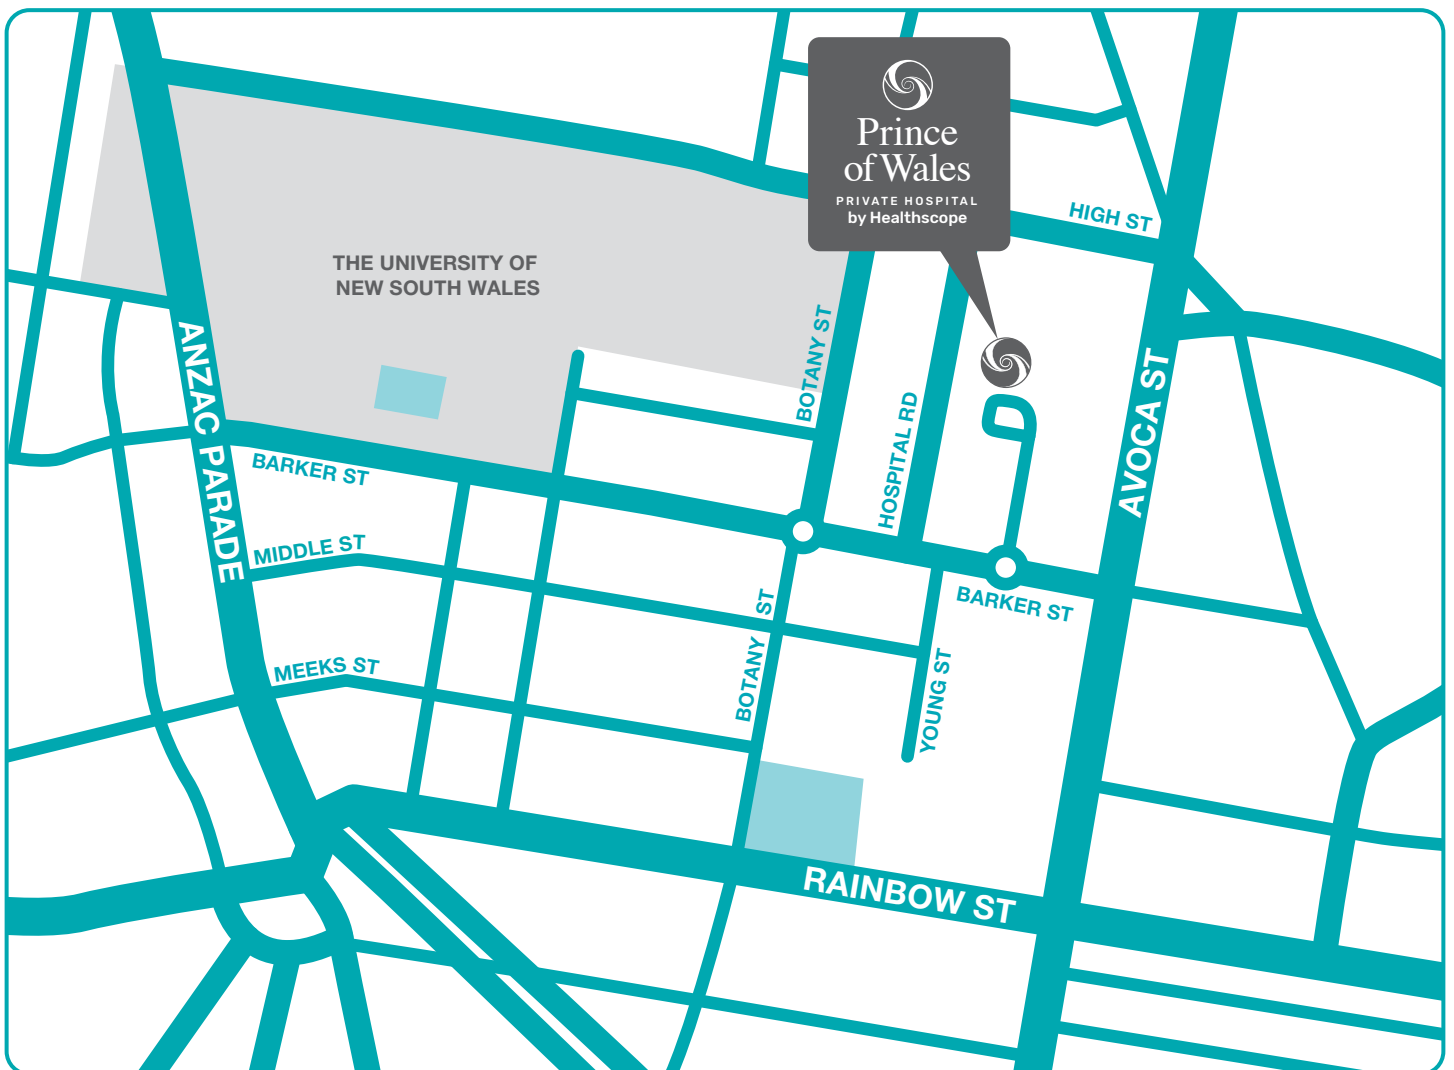 Prince
of Wales
PRIVATE HOSPITAL
by Healthscope
HIGH ST
THE UNIVERSITY OF
NEW SOUTH WALES
ANZAC PARADE
BOTANY ST
HOSPITAL RD
AVOCA ST
BARKER ST
MIDDLE ST
BARKER ST
BOTANY ST
YOUNG ST
MEEKS ST
RAINBOW ST